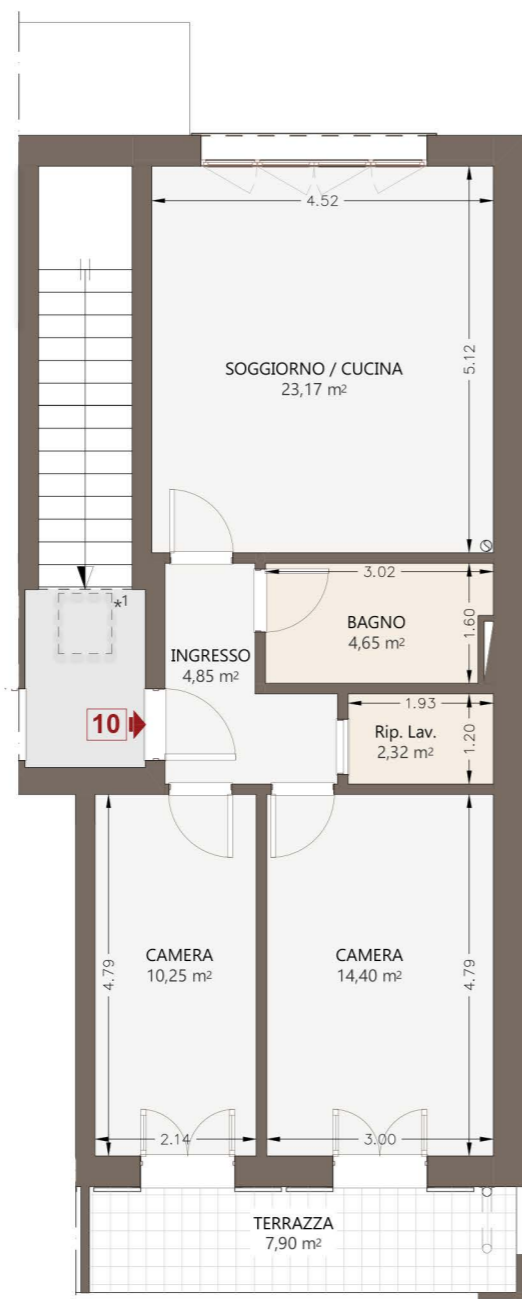 4.52
5.12
SOGGIORNO / CUCINA
23,17 m²
3.02
*1
BAGNO
4,65 m²
1.60
INGRESSO
4,85 m²
10
1.93
Rip. Lav.
2,32 m²
1.20
4.79
CAMERA
10,25 m²
CAMERA
14,40 m²
4.79
2.14
3.00
TERRAZZA
7,90 m²